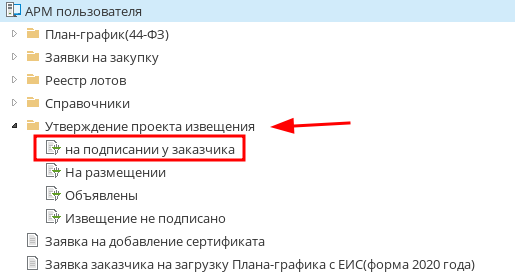 АРМ пользователя
План-график(44-ФЗ)
Заявки на закупку
Реестр лотов
Справочники
Утверждение проекта извещения
на подписании у заказчика
На размещении
Объявлены
Извещение не подписано
Заявка на добавление сертификата
Заявка заказчика на загрузку Плана-графика с ЕИС(форма 2020 года)